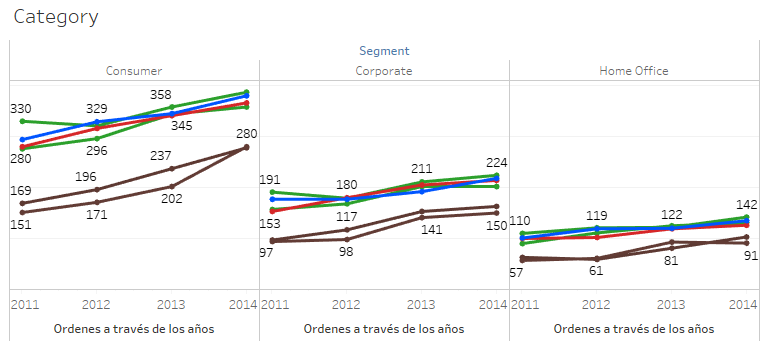 Category
Segment
Consumer Corporate Home Office
330 329 358 280
280 296 345
169 196 237 202
151 171
191 180 211 224
153 117 141 150
97 98
110 119 122 142
57 61 81 91
2011 2012 2013 2014 2011 2012 2013 2014 2011 2012 2013 2014
Ordenes a través de los años Ordenes a través de los años Ordenes a través de los años